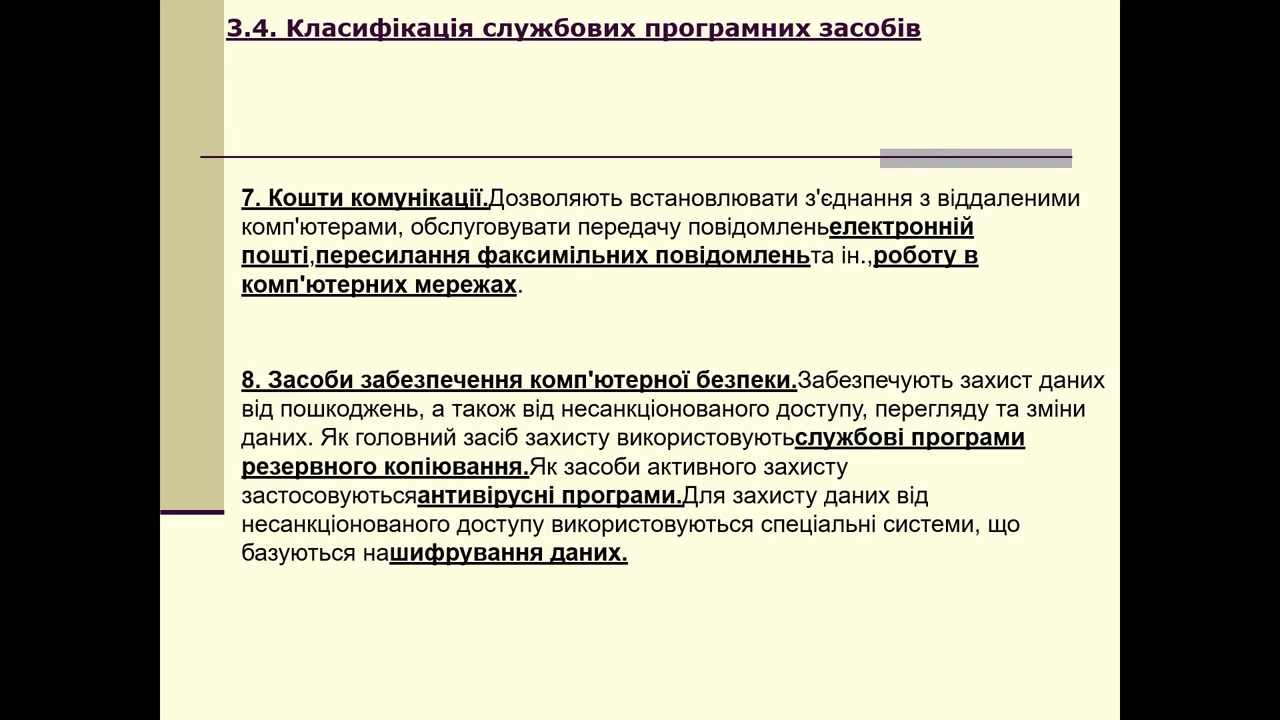 3.4. Класифікація службових програмних засобів
7. Кошти комунікації.Дозволяють встановлювати з'єднання з віддаленими
комп'ютерами, обслуговувати передачу повідомленьелектронній
пошті,пересилання факсимільних повідомленьта ін.,роботу в
комп'ютерних мережах.
8. Засоби забезпечення комп'ютерної безпеки.Забезпечують захист даних
від пошкоджень, а також від несанкціонованого доступу, перегляду та зміни
даних. Як головний засіб захисту використовуютьслужбові програми
резервного копіювання.Як засоби активного захисту
застосовуютьсяантивірусні програми.Для захисту даних від
несанкціонованого доступу використовуються спеціальні системи, що
базуються нашифрування даних.